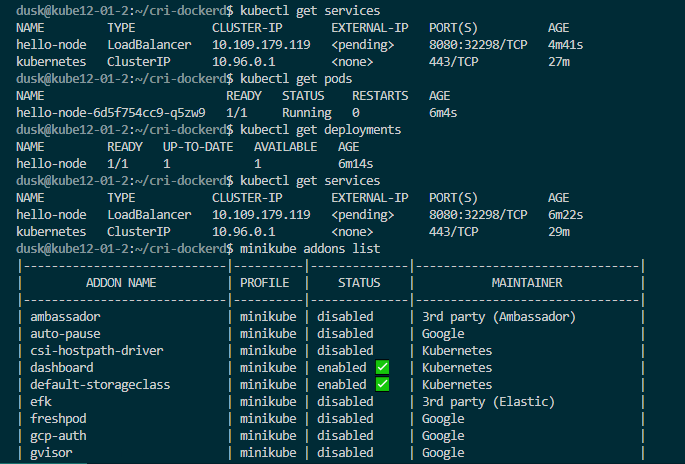 dusk@kube12-01-2:~/cri-dockerd$ kubectl get services
NAME         TYPE           CLUSTER-IP       EXTERNAL-IP   PORT(S)          AGE
hello-node   LoadBalancer   10.109.179.119   <pending>     8080:32298/TCP   4m41s
kubernetes   ClusterIP      10.96.0.1        <none>        443/TCP          27m
dusk@kube12-01-2:~/cri-dockerd$ kubectl get pods
NAME                          READY   STATUS    RESTARTS   AGE
hello-node-6d5f754cc9-q5zw9   1/1     Running   0          6m4s
dusk@kube12-01-2:~/cri-dockerd$ kubectl get deployments
NAME         READY   UP-TO-DATE   AVAILABLE   AGE
hello-node   1/1     1            1           6m14s
dusk@kube12-01-2:~/cri-dockerd$ kubectl get services
NAME         TYPE           CLUSTER-IP       EXTERNAL-IP   PORT(S)          AGE
hello-node   LoadBalancer   10.109.179.119   <pending>     8080:32298/TCP   6m22s
kubernetes   ClusterIP      10.96.0.1        <none>        443/TCP          29m
dusk@kube12-01-2:~/cri-dockerd$ minikube addons list
|-----------------------------|----------|--------------|--------------------------------|
|         ADDON NAME          | PROFILE  |    STATUS    |           MAINTAINER           |
|-----------------------------|----------|--------------|--------------------------------|
| ambassador                  | minikube | disabled     | 3rd party (Ambassador)         |
| auto-pause                  | minikube | disabled     | Google                         |
| csi-hostpath-driver         | minikube | disabled     | Kubernetes                     |
| dashboard                   | minikube | enabled ✅   | Kubernetes                     |
| default-storageclass        | minikube | enabled ✅   | Kubernetes                     |
| efk                         | minikube | disabled     | 3rd party (Elastic)            |
| freshpod                    | minikube | disabled     | Google                         |
| gcp-auth                    | minikube | disabled     | Google                         |
| gvisor                      | minikube | disabled     | Google                         |